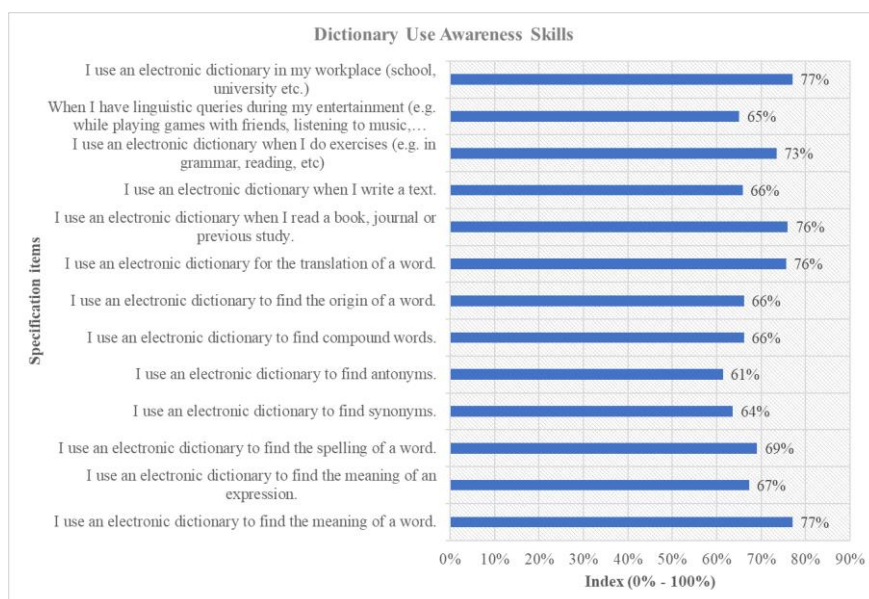 Dictionary Use Awareness Skills
I use an electronic dictionary in my workplace (school,
university etc.)
77%
When I have linguistic queries during my entertainment (e.g.
while playing games with friends, listening to music,…
65%
I use an electronic dictionary when I do exercises (e.g. in
grammar, reading, etc)
73%
I use an electronic dictionary when I write a text.
66%
I use an electronic dictionary when I read a book, journal or
previous study.
76%
I use an electronic dictionary for the translation of a word.
76%
I use an electronic dictionary to find the origin of a word.
66%
I use an electronic dictionary to find compound words.
66%
I use an electronic dictionary to find antonyms.
61%
I use an electronic dictionary to find synonyms.
64%
I use an electronic dictionary to find the spelling of a word.
69%
I use an electronic dictionary to find the meaning of an
expression.
67%
I use an electronic dictionary to find the meaning of a word.
77%
Specification items
0% 10% 20% 30% 40% 50% 60% 70% 80% 90%
Index (0% - 100%)